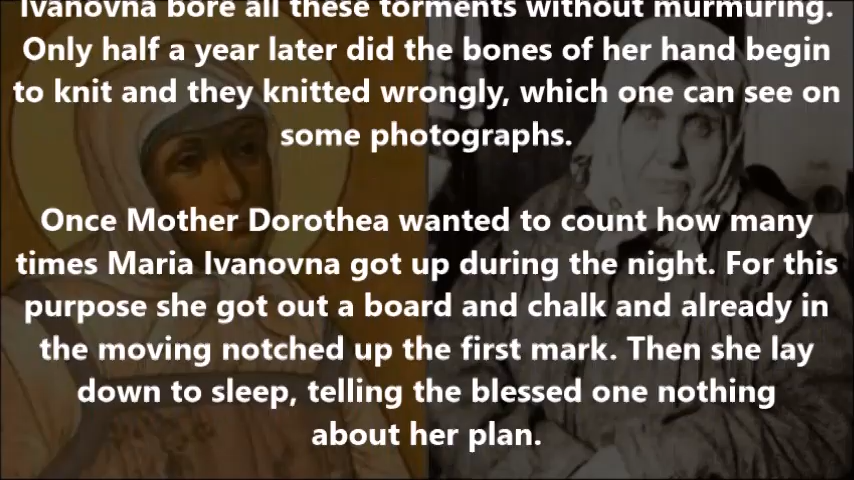 Ivanovna bore all these torments without murmuring.
Only half a year later did the bones of her hand begin
to knit and they knitted wrongly, which one can see on
some photographs.
Once Mother Dorothea wanted to count how many
times Maria Ivanovna got up during the night. For this
purpose she got out a board and chalk and already in
the moving notched up the first mark. Then she lay
down to sleep, telling the blessed one nothing
about her plan.